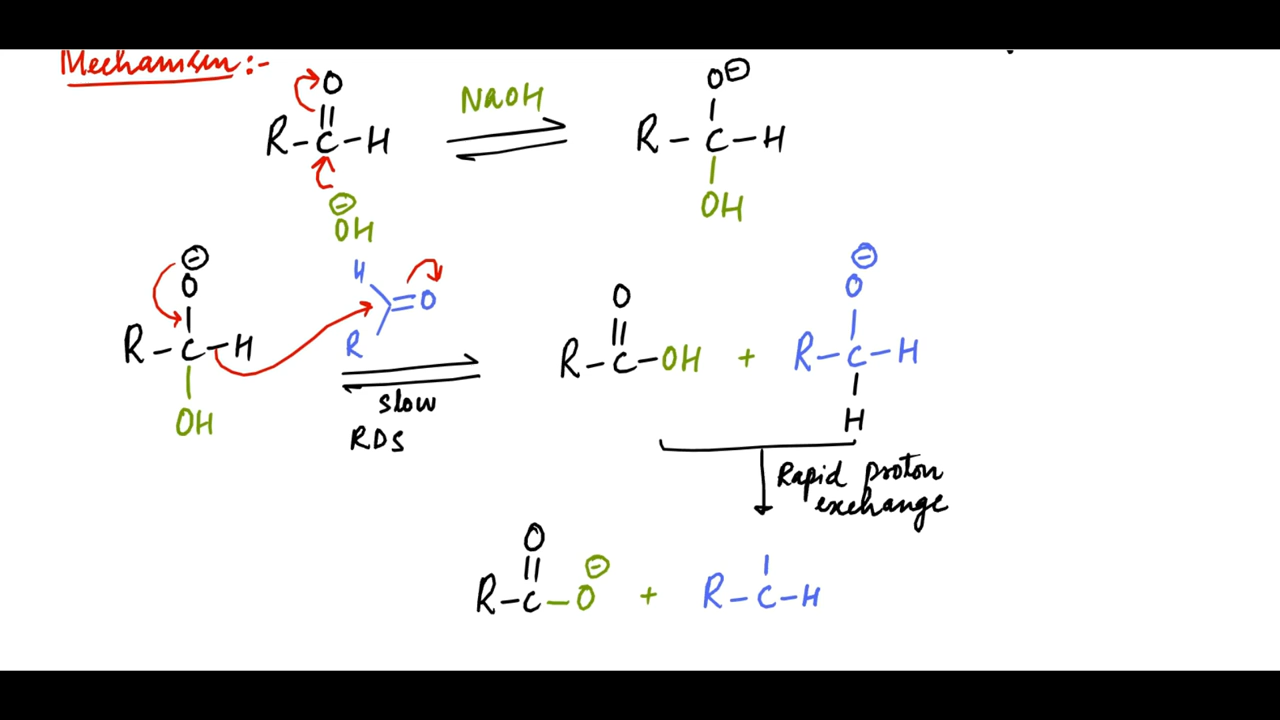 Mechanism:-
O
||
R-C-H
⊖
OH
NaOH
O⊖
|
R-C-H
|
OH
⊖
O
|
R-C-H
|
OH
H
=O
R
slow
RDS
O
||
R-C-OH + R-C-H
⊖
O
|
|
H
Rapid proton
exchange
O
||
R-C-O⊖ + R-C-H
|